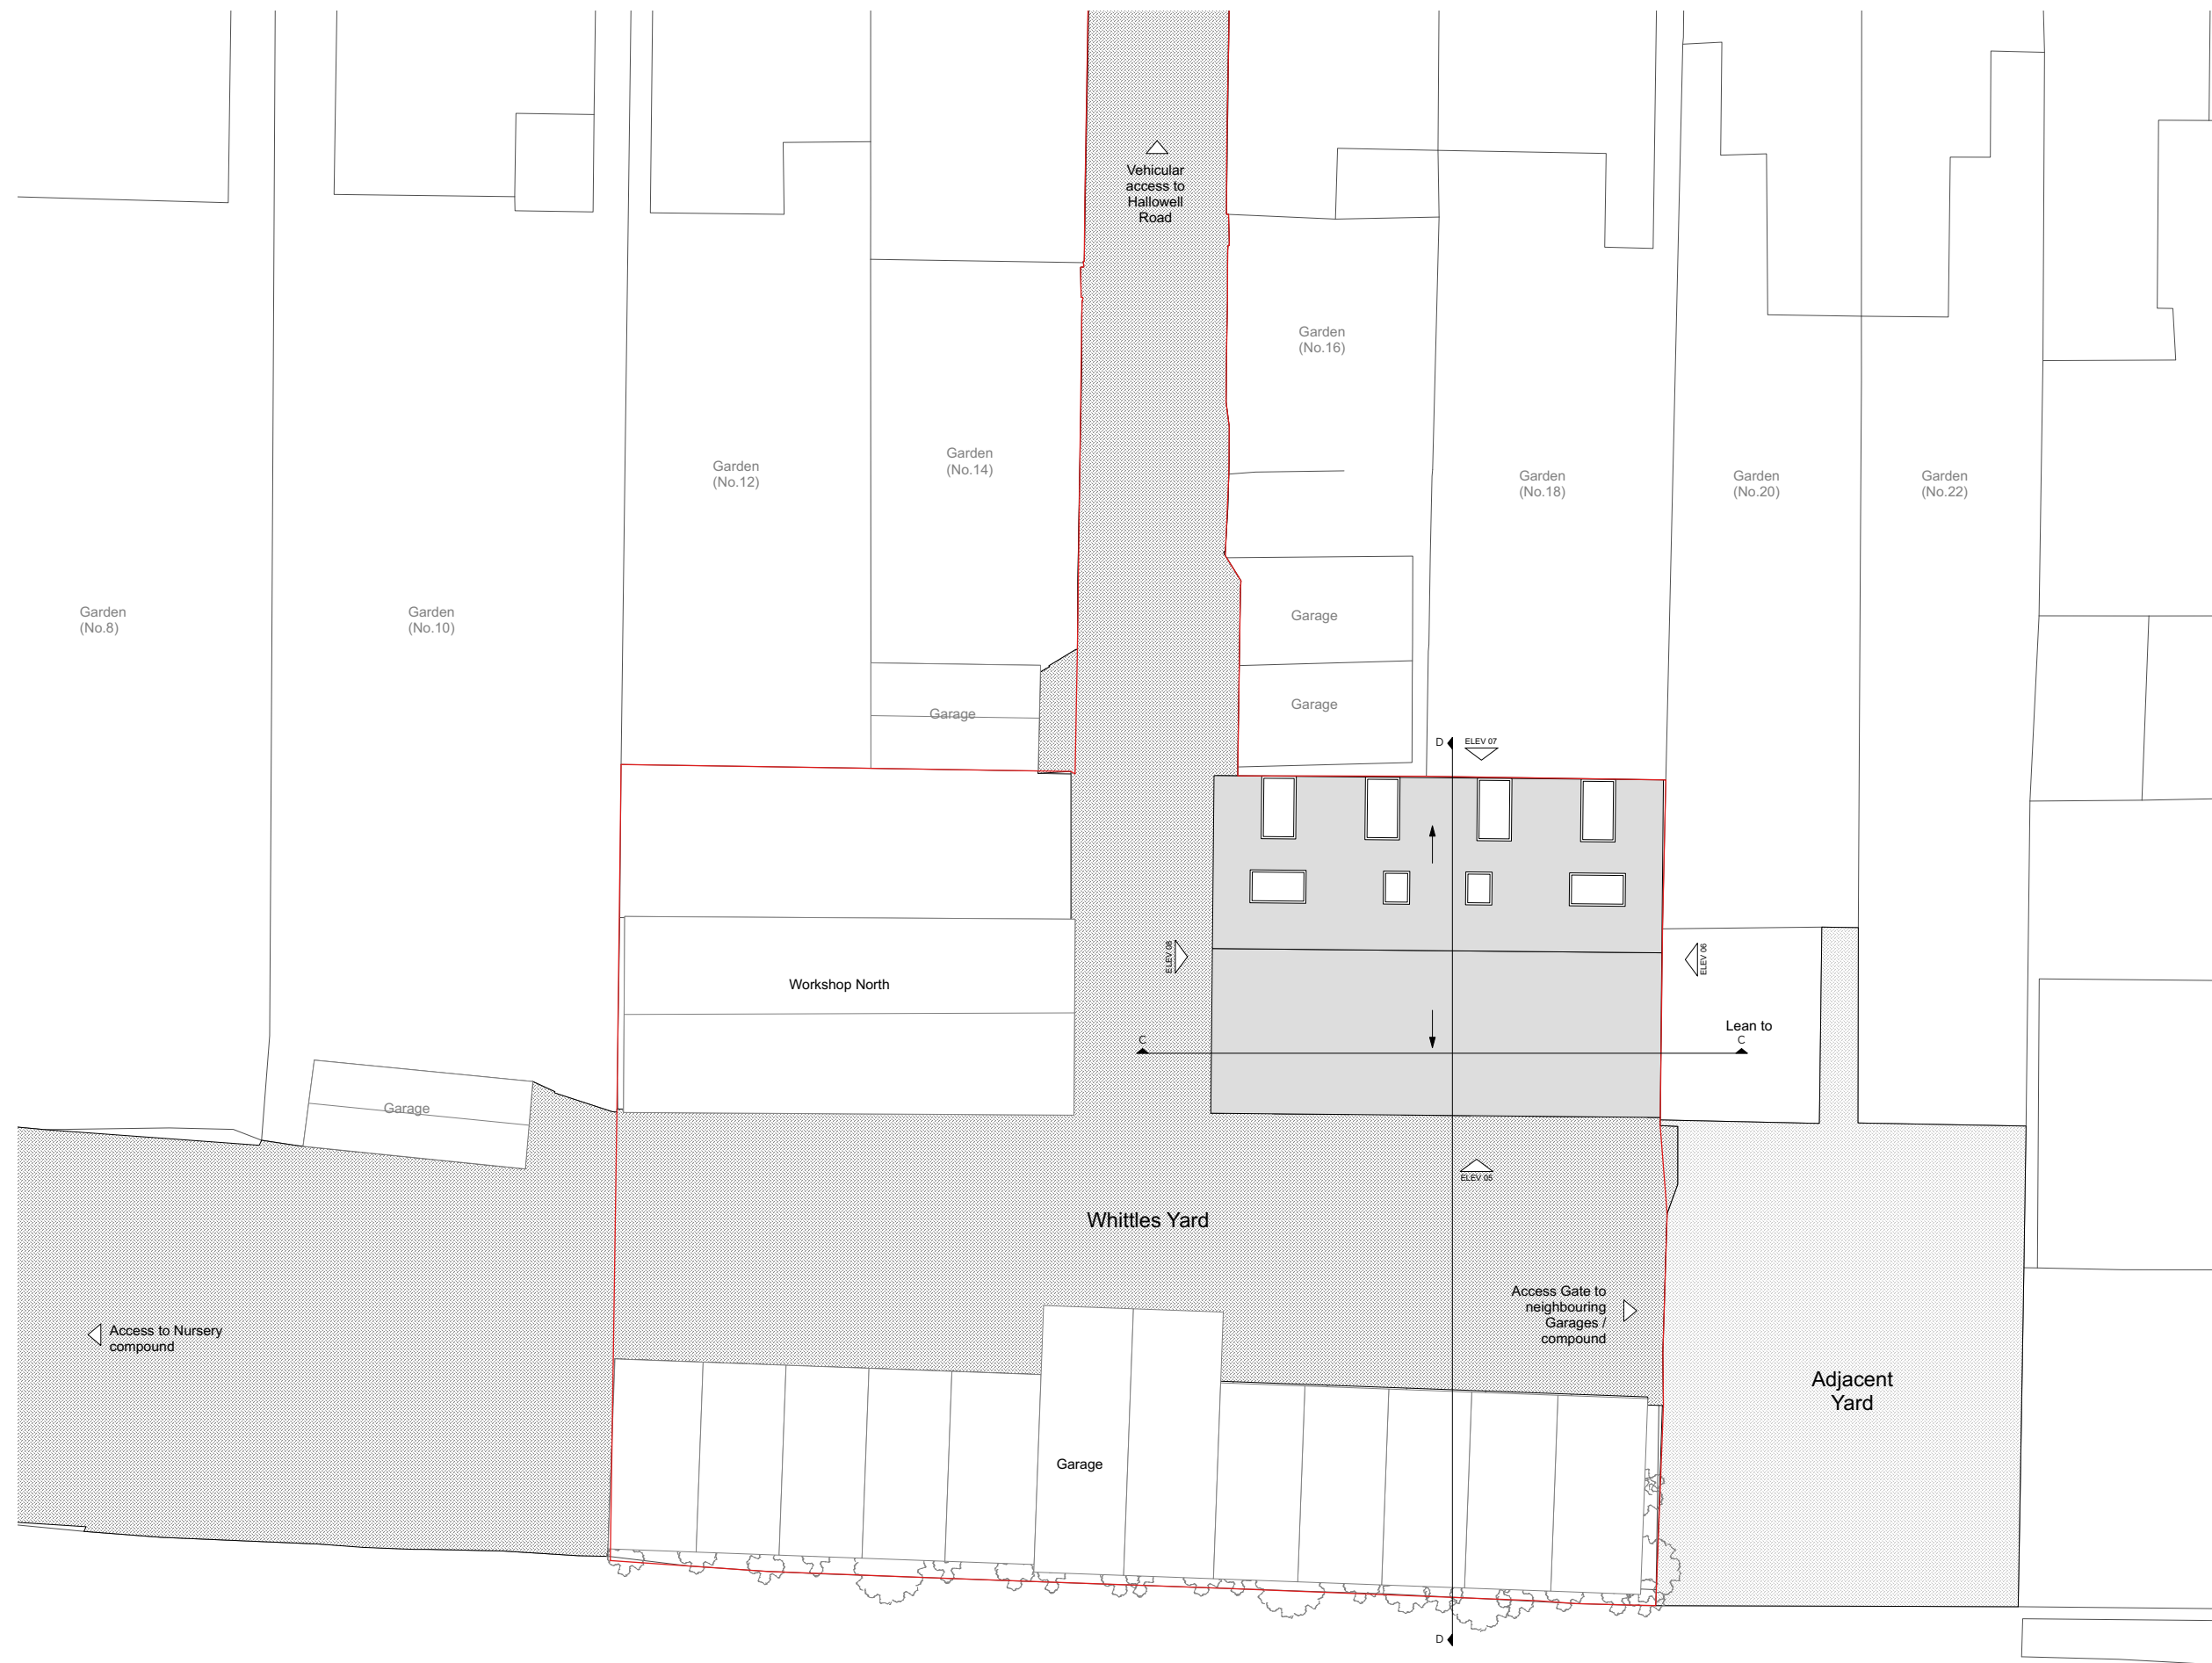 Vehicular
access to
Hallowell
Road
Garden
(No.16)
Garden
(No.14)
Garden
(No.12)
Garden
(No.18)
Garden
(No.20)
Garden
(No.22)
Garden
(No.8)
Garden
(No.10)
Garage
Garage
Garage
D
ELEV 07
ELEV 08
ELEV 06
Workshop North
Lean to
C
C
Garage
ELEV 05
Whittles Yard
Access Gate to
neighbouring
Garages /
compound
Access to Nursery
compound
Adjacent
Yard
Garage
D